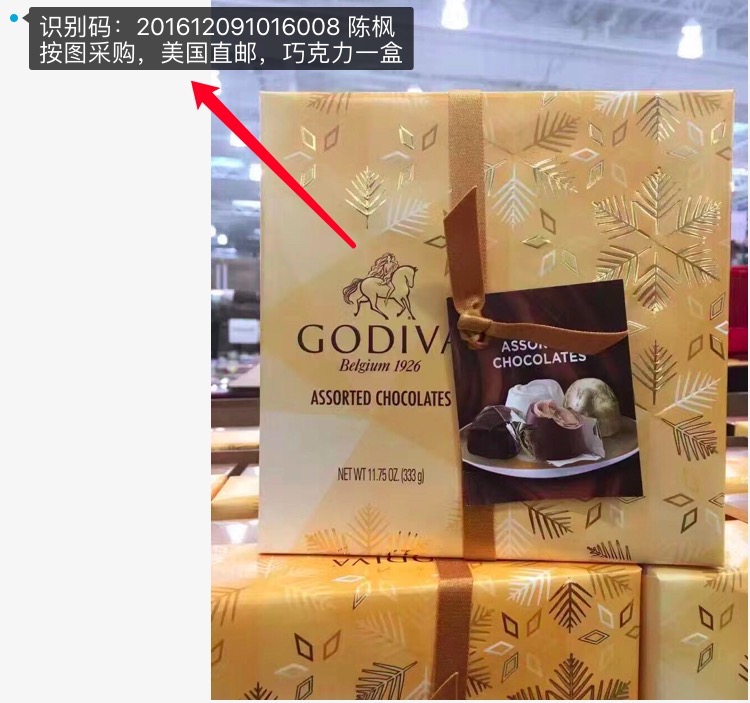 识别码：201612091016008 陈枫
按图采购，美国直邮，巧克力一盒
GODIVA
Belgium 1926
ASSORTED CHOCOLATES
NET WT 11.75 OZ. (333 g)
CHOCOLATES